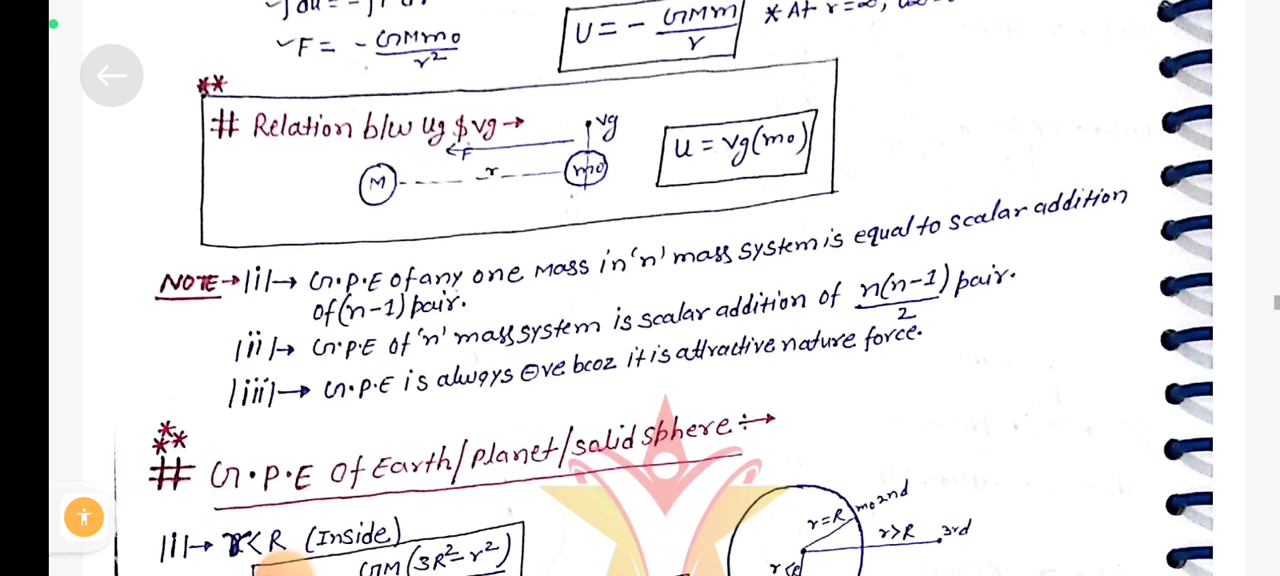 F = - GMm₀/r²
U = - GMm/r
* At r=∞,
**
# Relation b/w Ug $ vg →
vg
F
M
r
m₀
U = vg(m₀)
NOTE → |i| → G.P.E of any one mass in 'n' mass system is equal to scalar addition
of (n-1) pair.
|ii| → G.P.E of 'n' mass system is scalar addition of n(n-1)/2 pair.
|iii| → G.P.E is always ⊖ve bcoz it is attractive nature force.
***
# G.P.E of Earth/planet/solid sphere ÷→
|i| → r<R (Inside)
GM(3R²-r²)
r=R
m₀ 2nd
r>R
3rd